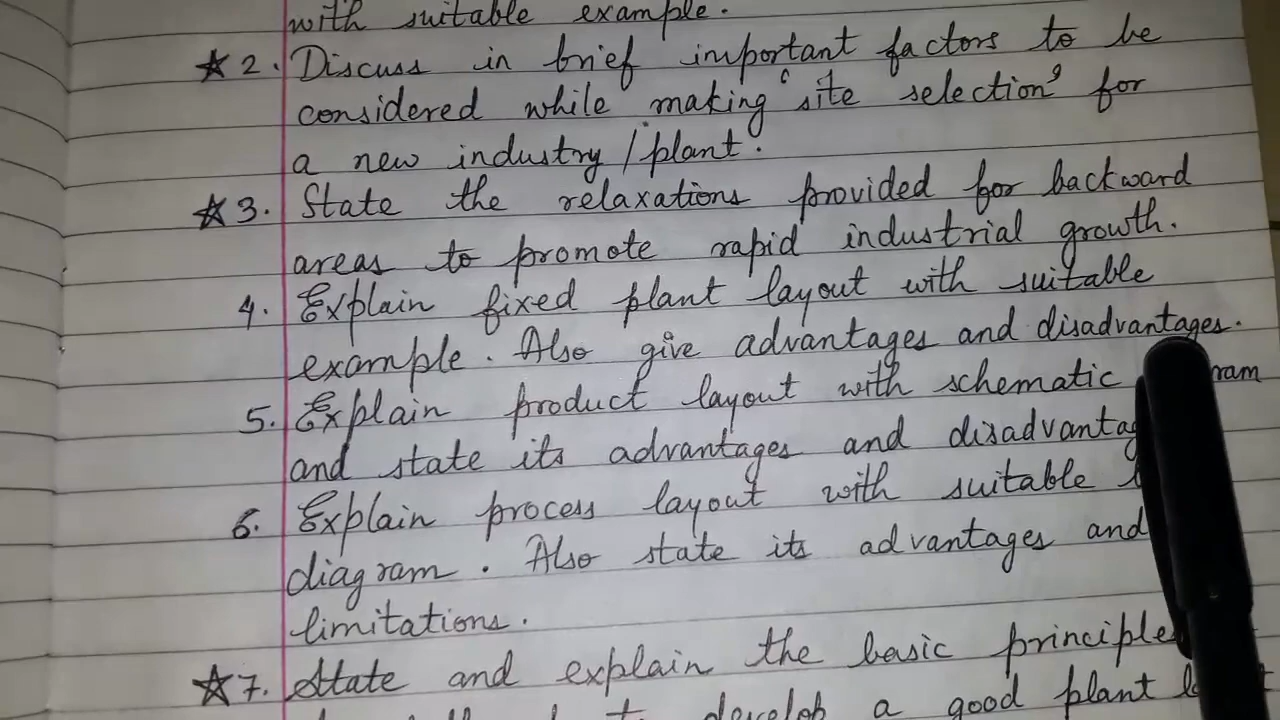 with suitable example.
★2. Discuss in brief important factors to be
considered while making 'site selection' for
a new industry/plant.
★3. State the relaxations provided for backward
areas to promote rapid industrial growth.
4. Explain fixed plant layout with suitable
example. Also give advantages and disadvantages.
5. Explain product layout with schematic ram
and state its advantages and
6. Explain process layout with suitable
diagram. Also state its advantages and
limitations.
★7. State and explain the basic principle
develop a good plant